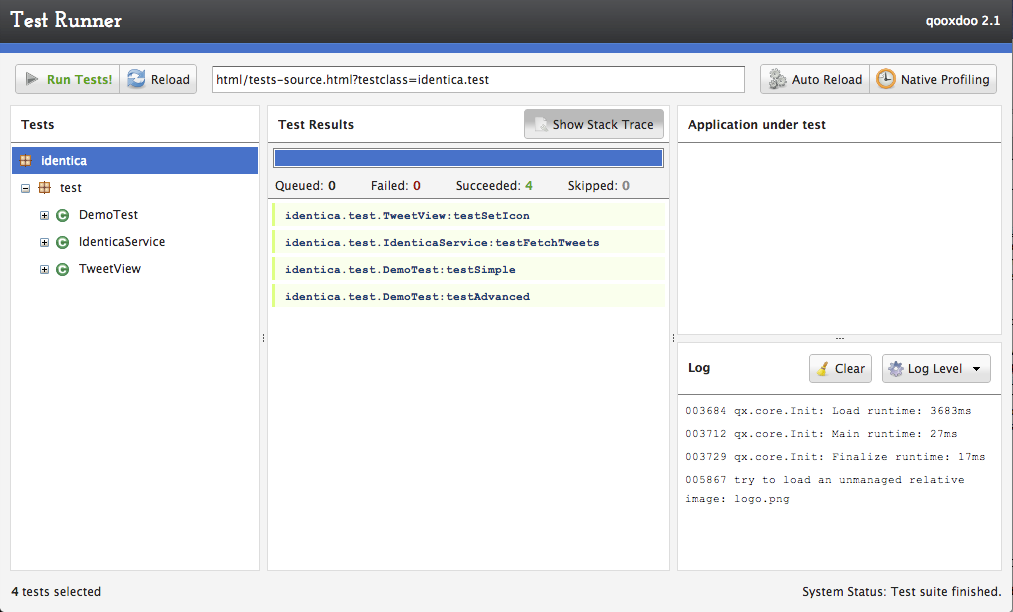 Test Runner
qooxdoo 2.1
Run Tests!
Reload
html/tests-source.html?testclass=identica.test
Auto Reload
Native Profiling
Tests
identica
test
DemoTest
IdenticaService
TweetView
Test Results
Show Stack Trace
Queued: 0 Failed: 0 Succeeded: 4 Skipped: 0
identica.test.TweetView:testSetIcon
identica.test.IdenticaService:testFetchTweets
identica.test.DemoTest:testSimple
identica.test.DemoTest:testAdvanced
Application under test
Log
Clear
Log Level
003684 qx.core.Init: Load runtime: 3683ms
003712 qx.core.Init: Main runtime: 27ms
003729 qx.core.Init: Finalize runtime: 17ms
005867 try to load an unmanaged relative
image: logo.png
4 tests selected
System Status: Test suite finished.